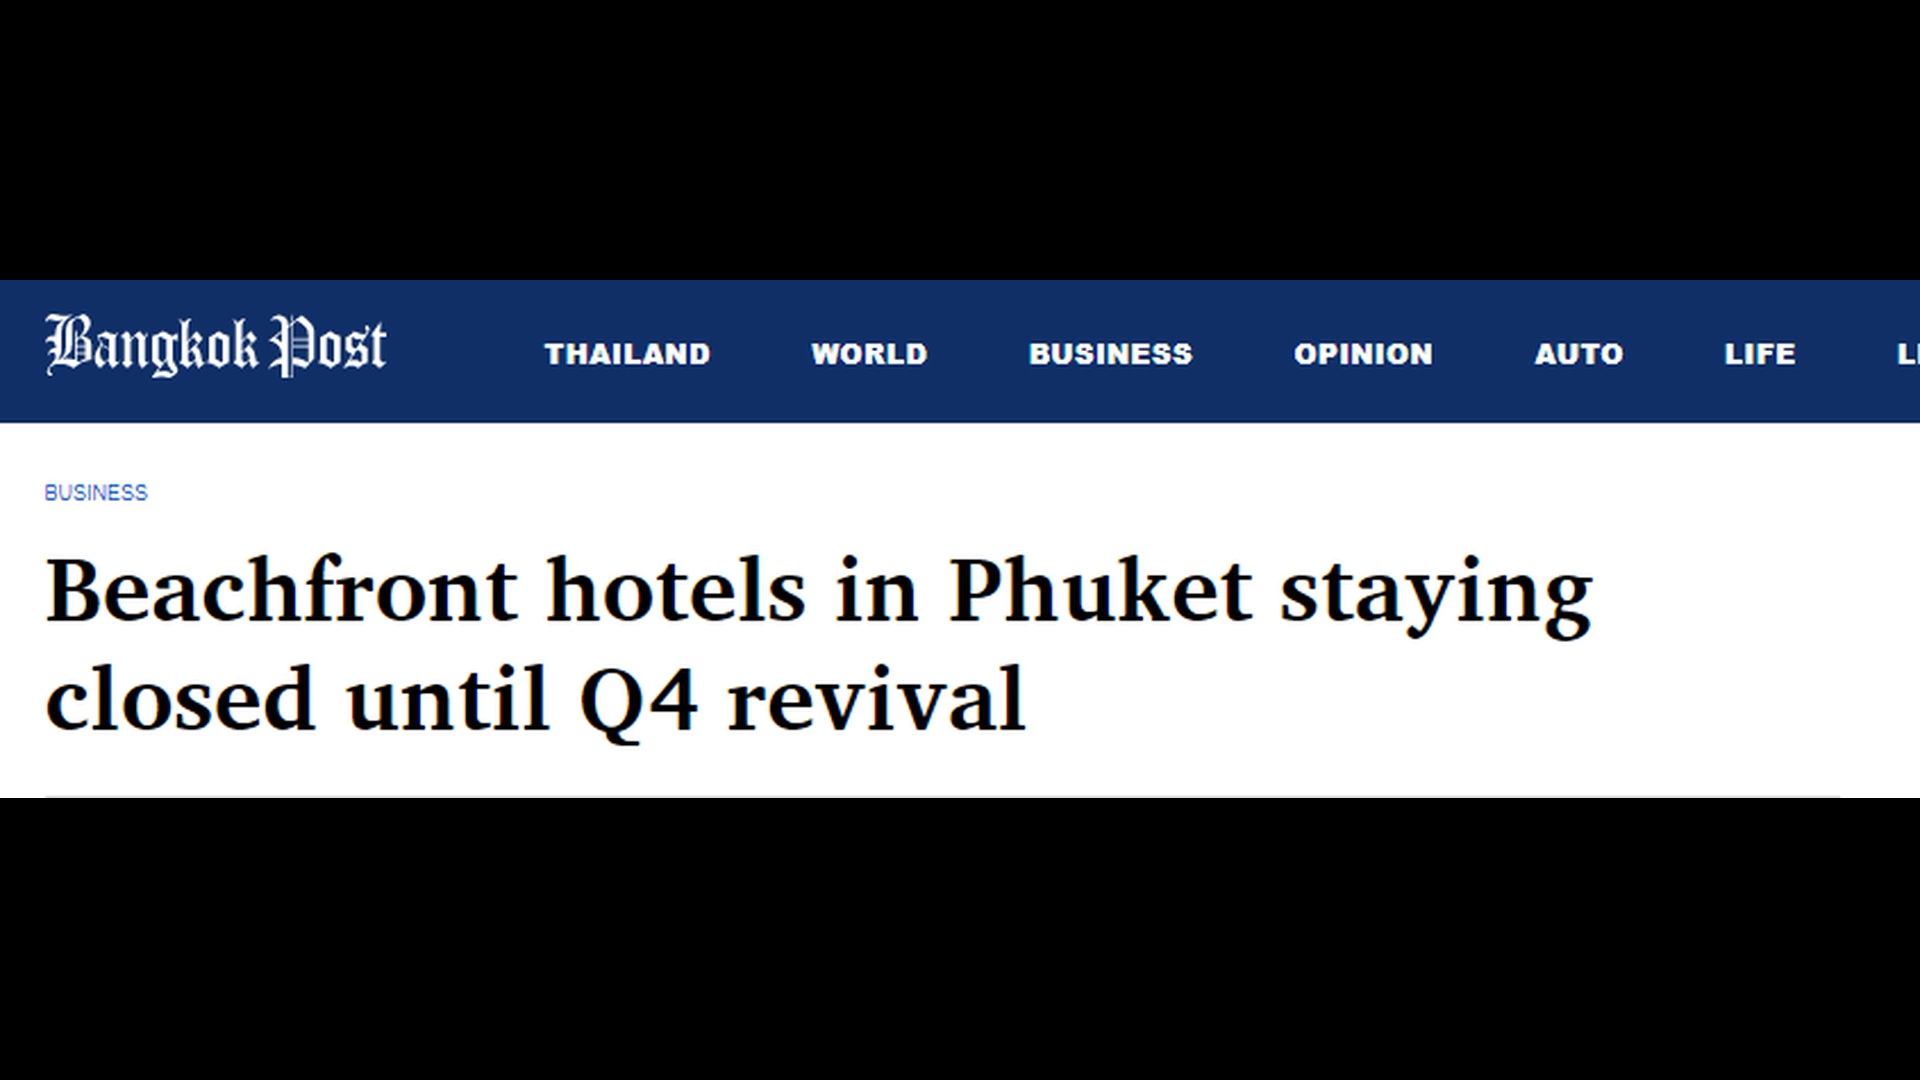 Bangkok Post THAILAND WORLD BUSINESS OPINION AUTO LIFE
BUSINESS
Beachfront hotels in Phuket staying
closed until Q4 revival